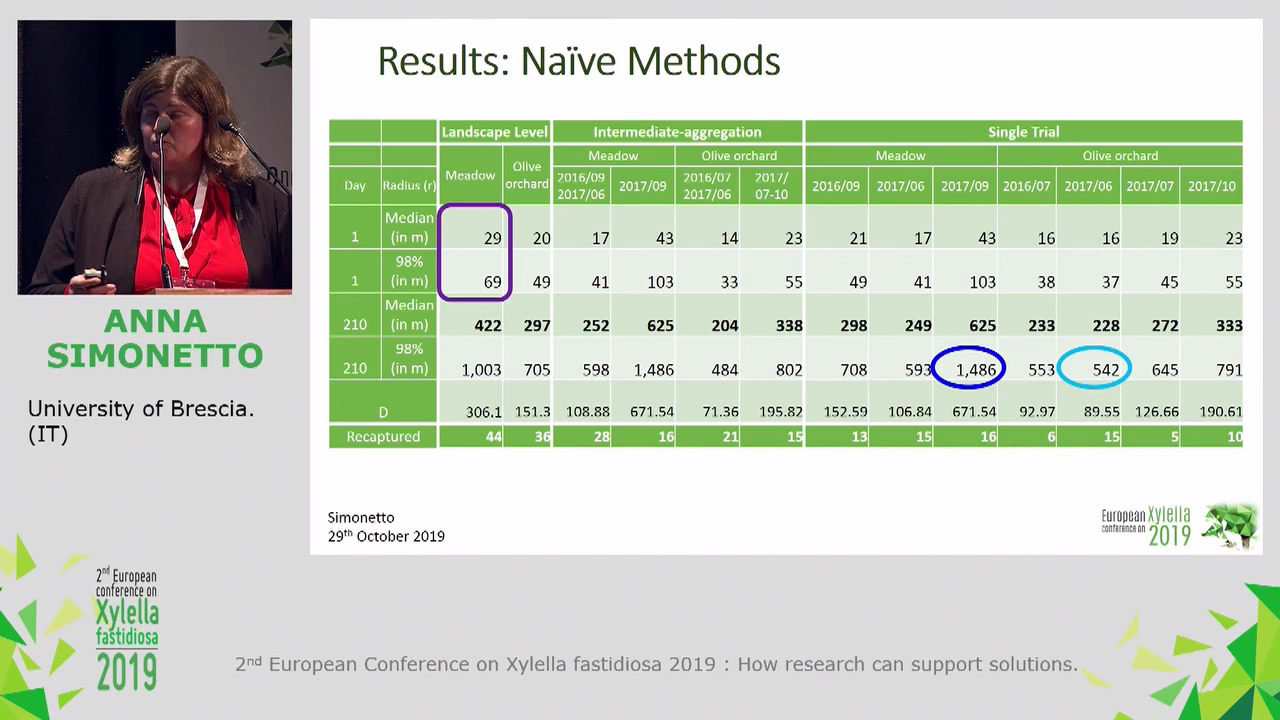 Results: Naïve Methods
Landscape Level Intermediate-aggregation Single Trial
Meadow Olive orchard Meadow Olive orchard
Day Radius (r) Meadow Olive orchard 2016/09 2017/06 2017/09 2016/07 2017/06 2017/ 07-10 2016/09 2017/06 2017/09 2016/07 2017/06 2017/07 2017/10
1 Median (in m) 29 20 17 43 14 23 21 17 43 16 16 19 23
1 98% (in m) 69 49 41 103 33 55 49 41 103 38 37 45 55
210 Median (in m) 422 297 252 625 204 338 298 249 625 233 228 272 333
210 98% (in m) 1,003 705 598 1,486 484 802 708 593 1,486 553 542 645 791
D 306.1 151.3 108.88 671.54 71.36 195.82 152.59 106.84 671.54 92.97 89.55 126.66 190.61
Recaptured 44 36 28 16 21 15 13 15 16 6 15 5 10
Simonetto
29th October 2019
European Xylella
conference on 2019
ANNA
SIMONETTO
University of Brescia.
(IT)
2nd European
conference on
Xylella
fastidiosa
2019
2nd European Conference on Xylella fastidiosa 2019 : How research can support solutions.